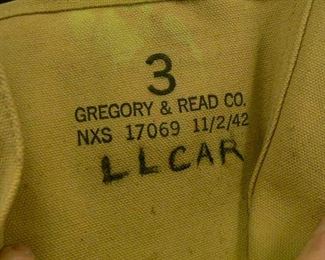 3
GREGORY & READ CO.
NXS 17069 11/2/42
LLCAR